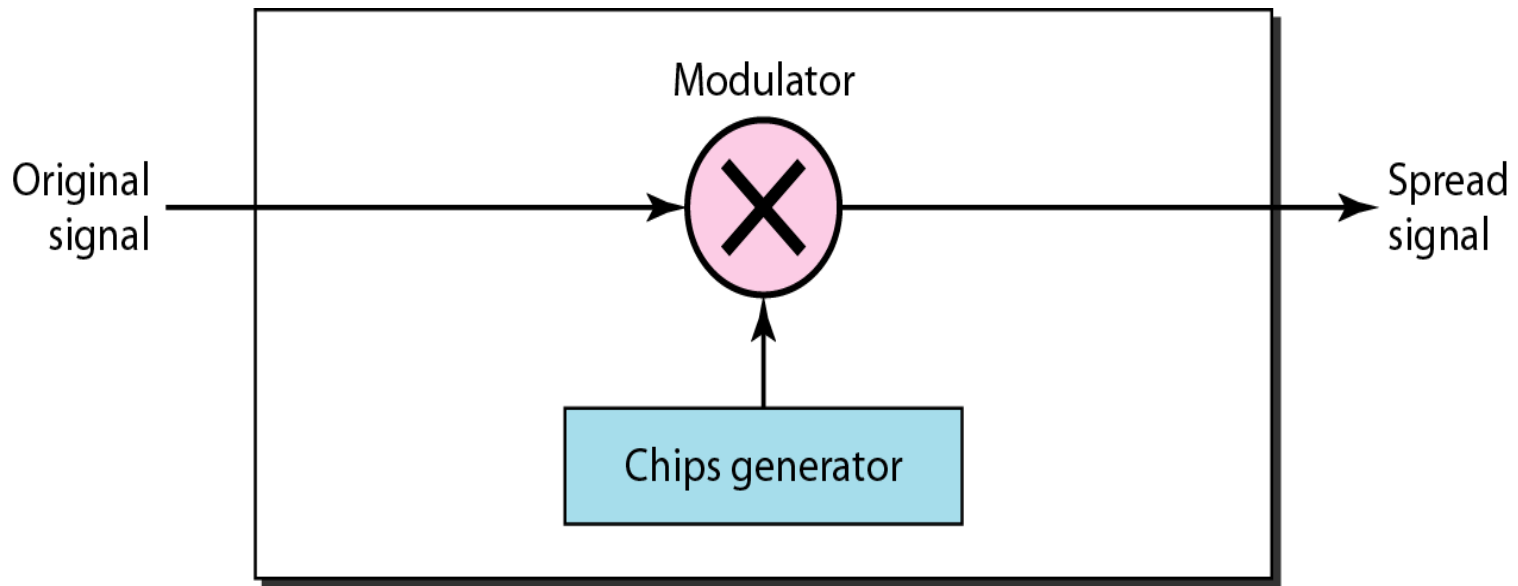 Modulator
Original
signal
Spread
signal
Chips generator